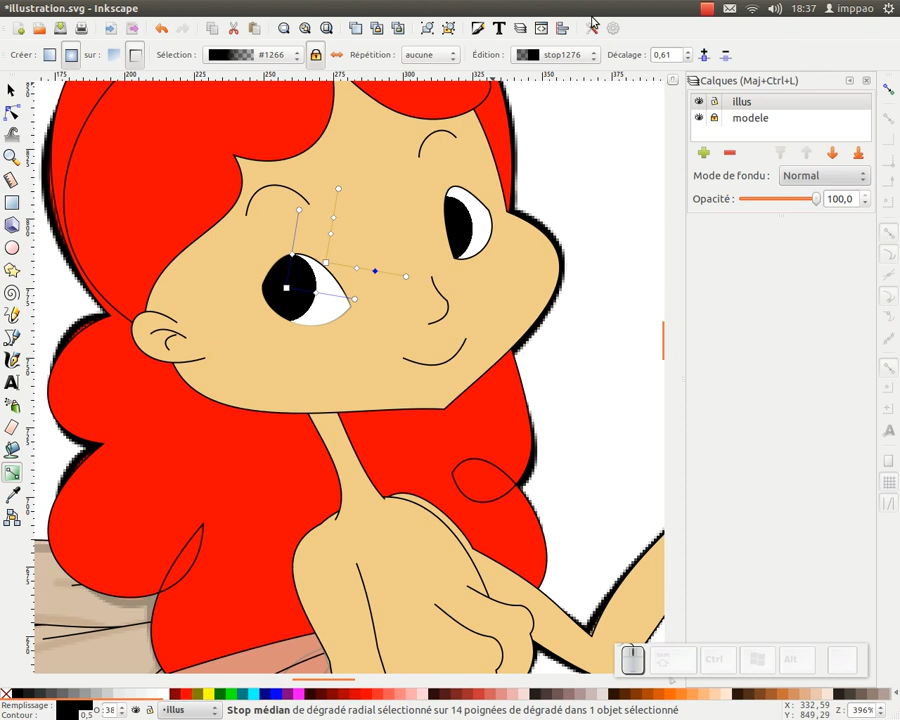 *illustration.svg - Inkscape
18:37
imppao
Créer :
sur :
Sélection :
#1266
Répétition :
aucune
Édition :
stop1276
Décalage :
0,61
175
200
225
250
275
300
325
350
375
Calques (Maj+Ctrl+L)
illus
modele
Mode de fondu :
Normal
Opacité :
100,0
Ctrl
Alt
Remplissage :
Contour :
0,5
O:
38
illus
Stop médian de dégradé radial sélectionné sur 14 poignées de dégradé dans 1 objet sélectionné
X: 332,59
Y: 849,29
Z:
396%